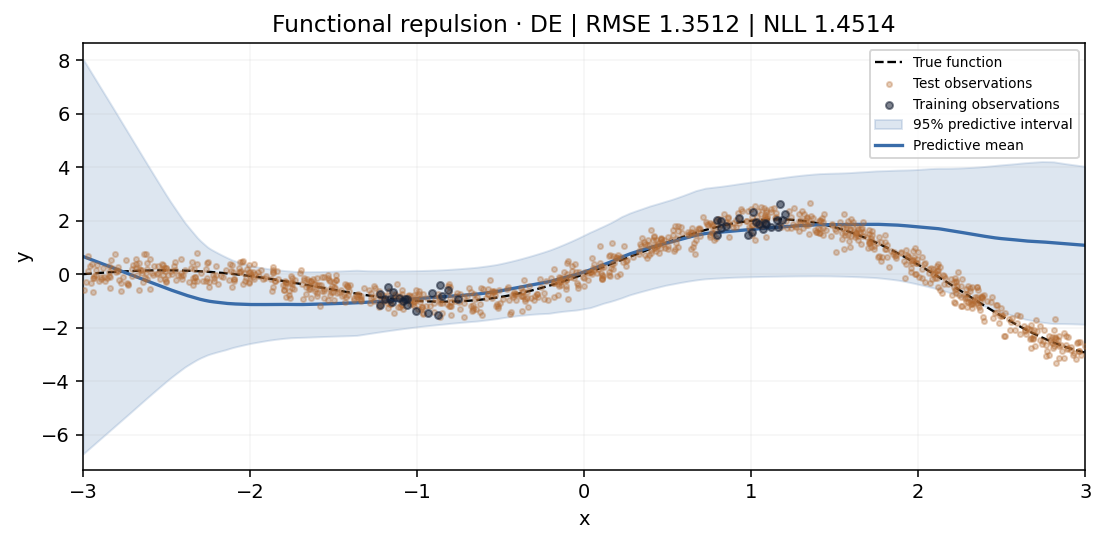 Functional repulsion · DE | RMSE 1.3512 | NLL 1.4514
True function
Test observations
Training observations
95% predictive interval
Predictive mean
y
8
6
4
2
0
−2
−4
−6
−3
−2
−1
0
1
2
3
x